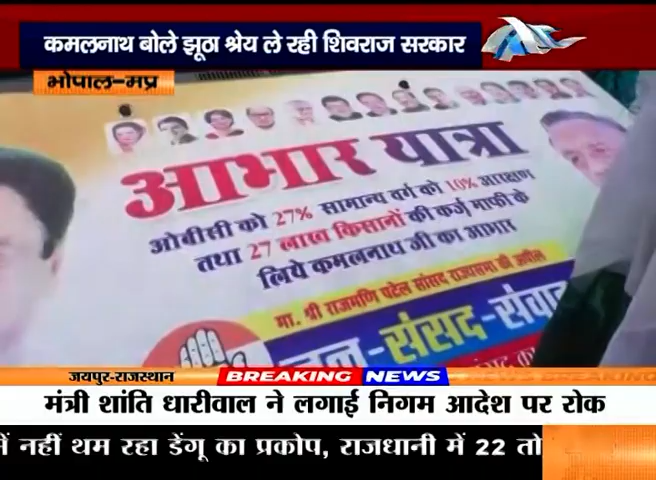 कमलनाथ बोले झूठा श्रेय ले रही शिवराज सरकार
भोपाल-मप्र
आभार यात्रा
ओबीसी को 27% सामान्य वर्ग को 10% आरक्षण
तथा 27 लाख किसानों की कर्ज़ माफी के
लिये कमलनाथ जी का आभार
मा. श्री राजमणि पटेल सांसद राज्यसभा की अपील
जन-संसद-संवाद
जयपुर-राजस्थान
BREAKING NEWS
मंत्री शांति धारीवाल ने लगाई निगम आदेश पर रोक
में नहीं थम रहा डेंगू का प्रकोप, राजधानी में 22 तो